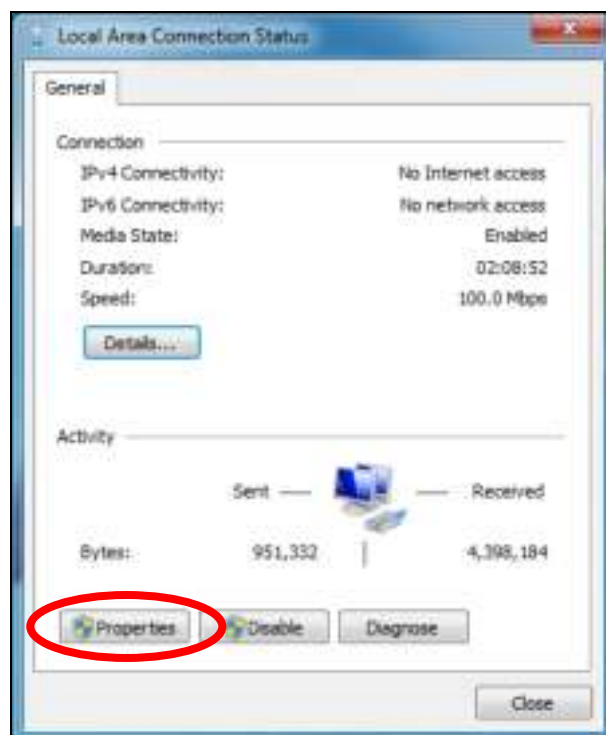 Local Area Connection Status
General
Connection
IPv4 Connectivity: No Internet access
IPv6 Connectivity: No network access
Media State: Enabled
Duration: 02:08:52
Speed: 100.0 Mbps
Details...
Activity
Sent — — Received
Bytes: 951,332 4,398,184
Properties Disable Diagnose
Close